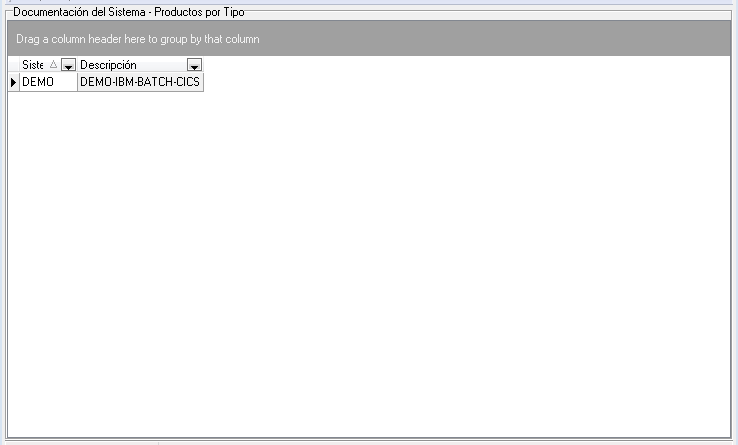 Documentación del Sistema - Productos por Tipo
Drag a column header here to group by that column
Siste Descripción
DEMO DEMO-IBM-BATCH-CICS